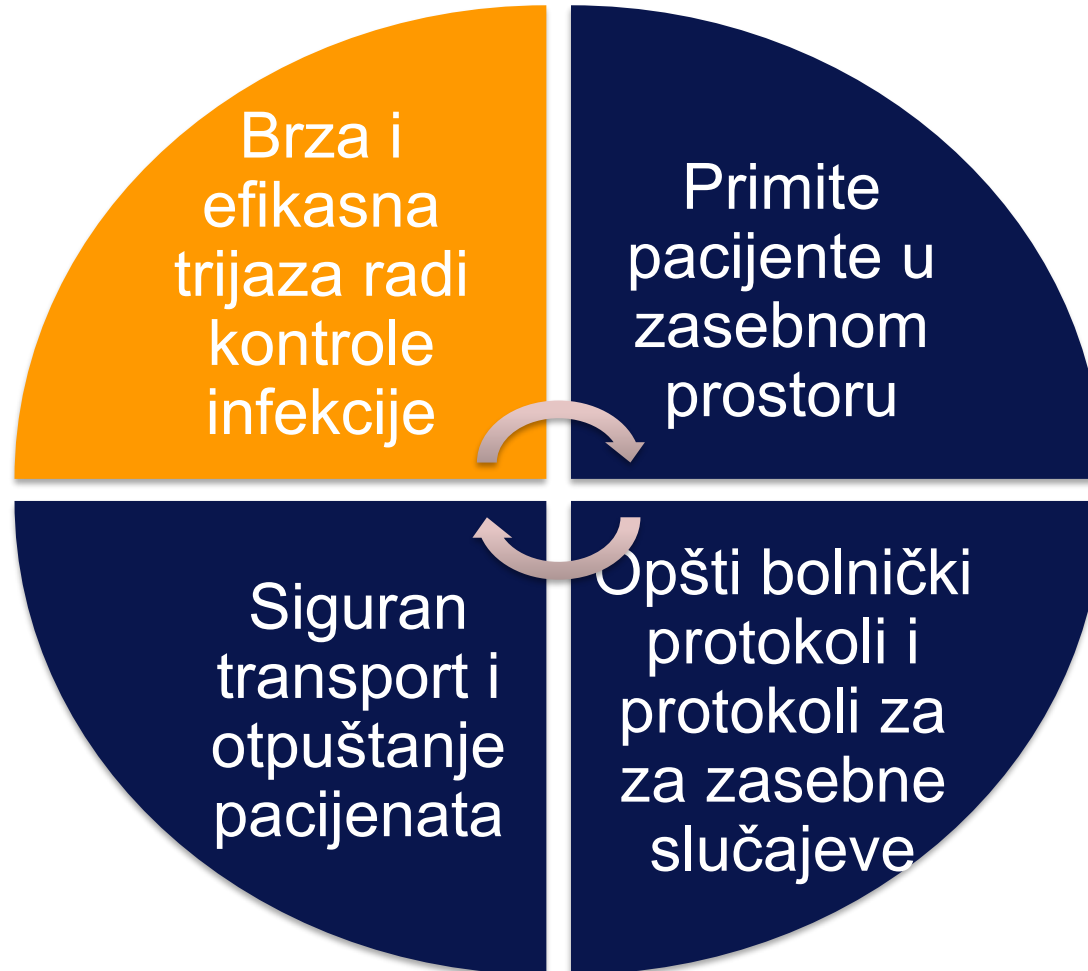 Brza i
efikasna
trijaza radi
kontrole
infekcije
Primite
pacijente u
zasebnom
prostoru
Opšti bolnički
protokoli i
protokoli za
za zasebne
slučajeve
Siguran
transport i
otpuštanje
pacijenata